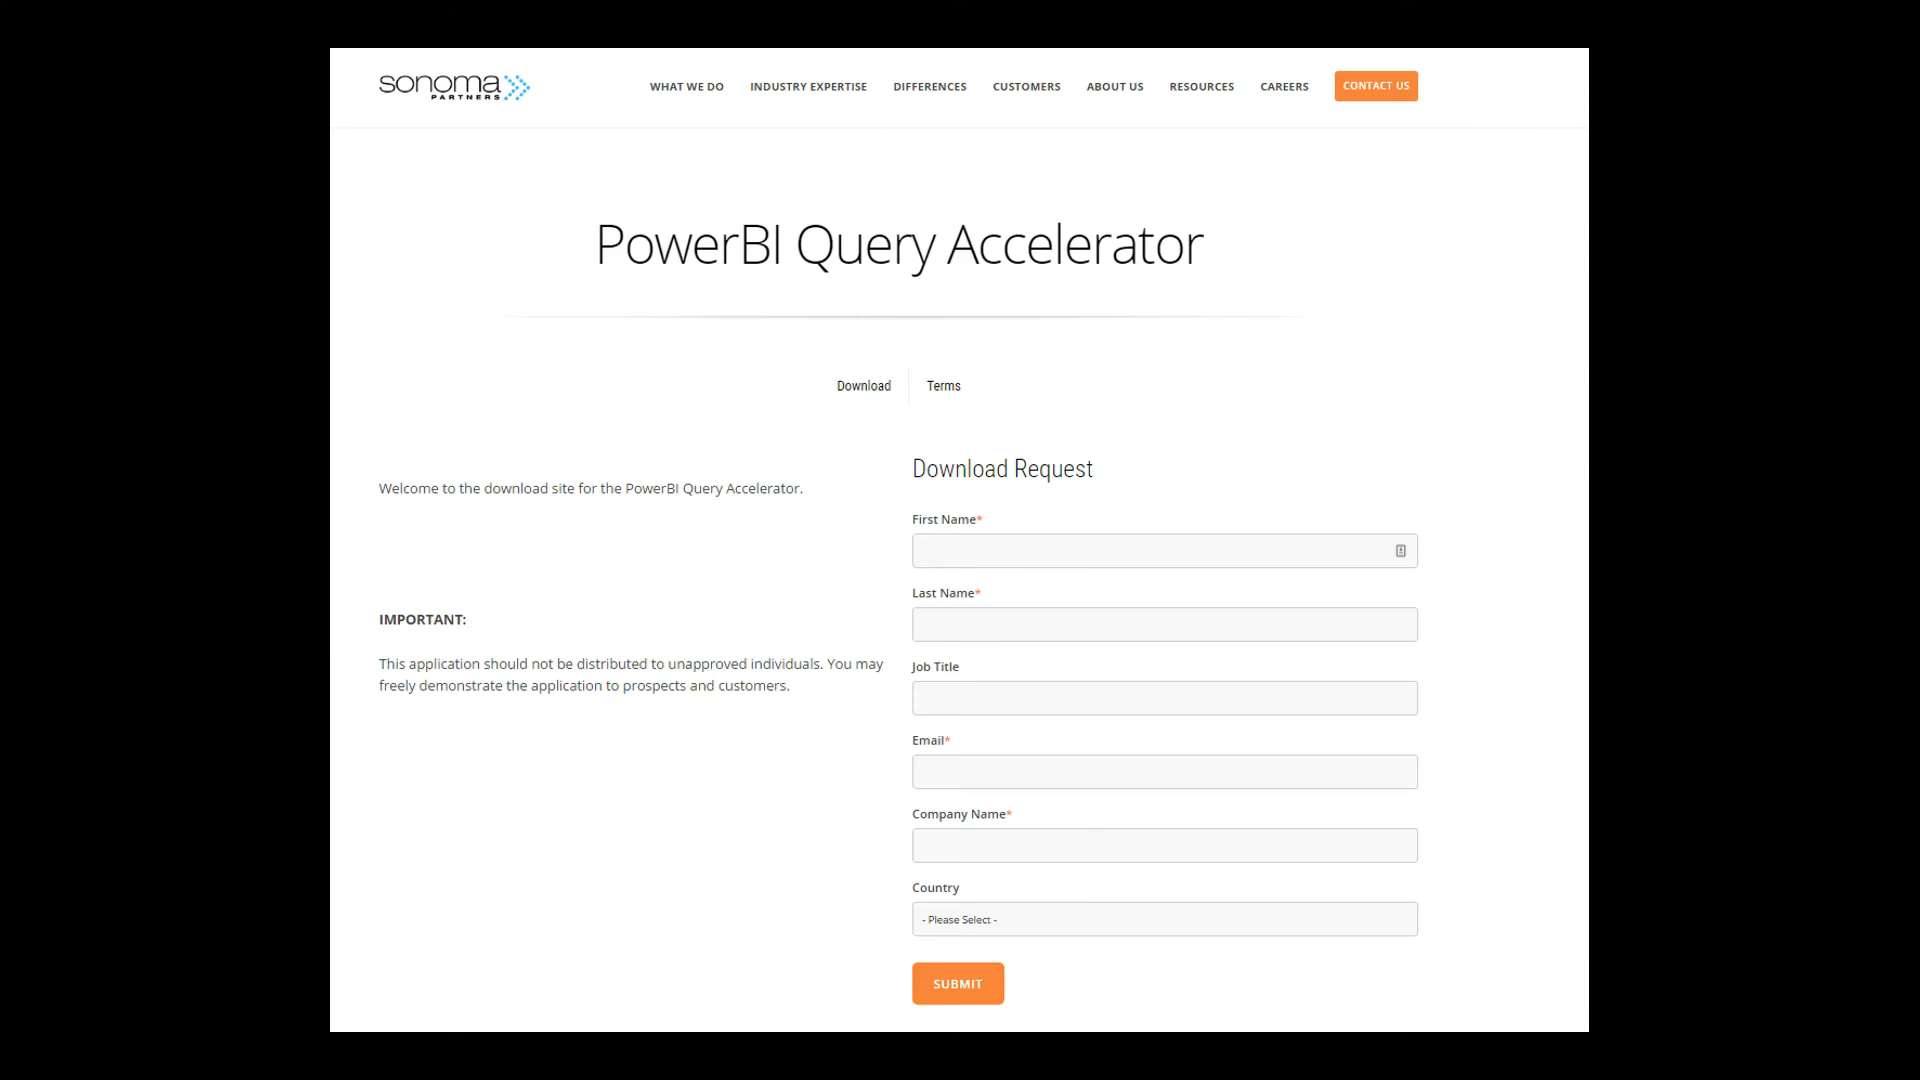 sonoma
PARTNERS
WHAT WE DO INDUSTRY EXPERTISE DIFFERENCES CUSTOMERS ABOUT US RESOURCES CAREERS CONTACT US
PowerBI Query Accelerator
Download Terms
Welcome to the download site for the PowerBI Query Accelerator.
IMPORTANT:
This application should not be distributed to unapproved individuals. You may
freely demonstrate the application to prospects and customers.
Download Request
First Name*
Last Name*
Job Title
Email*
Company Name*
Country
- Please Select -
SUBMIT